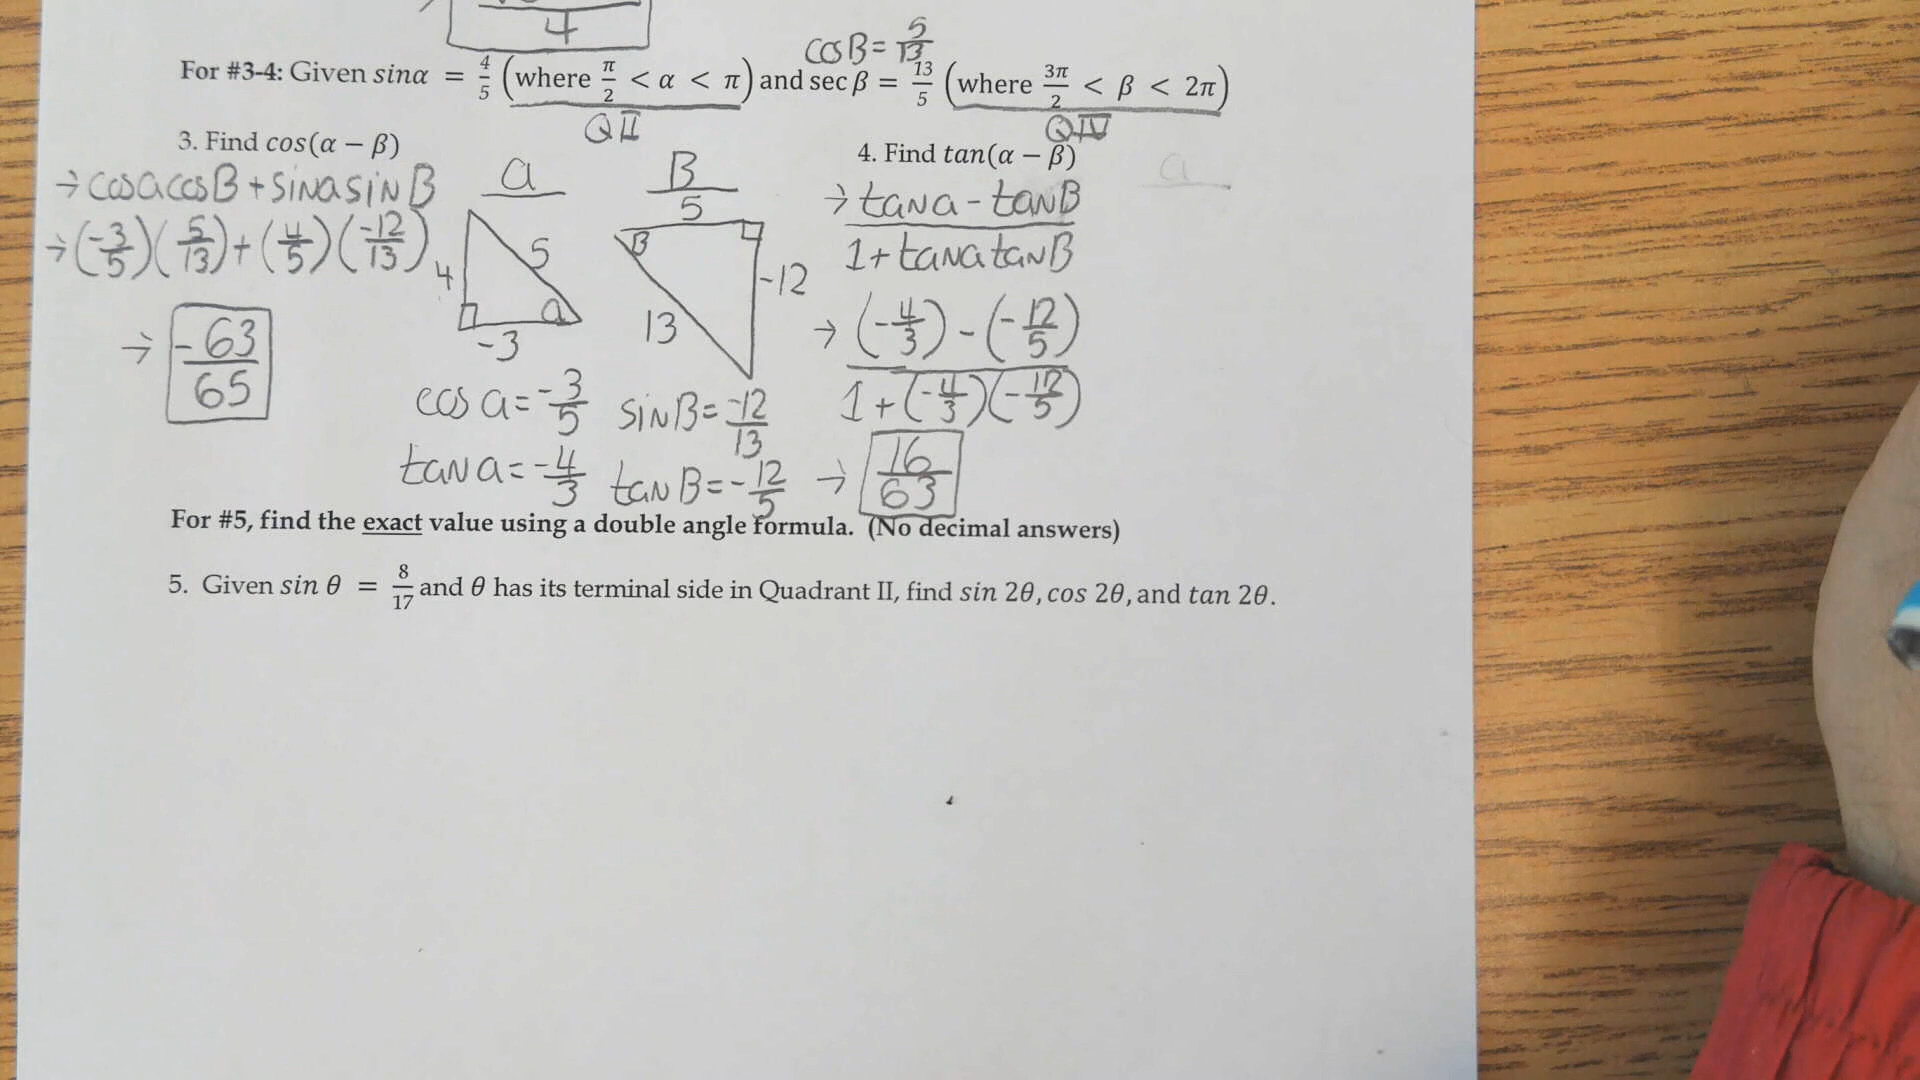 4
cosB = 5/13
For #3-4: Given sinα = 4/5 (where π/2 < α < π) and sec β = 13/5 (where 3π/2 < β < 2π)
QII
QIV
3. Find cos(α − β)
→ cosacosB + sinasinB
→ (-3/5)(5/13) + (4/5)(-12/13)
→ -63/65
a
4
5
a
-3
B
5
B
-12
13
cos a = -3/5
sinB = -12/13
tan a = -4/3
tanB = -12/5
4. Find tan(α − β)
a
→ tana - tanB
1 + tanatanB
→ (-4/3) - (-12/5)
1 + (-4/3)(-12/5)
→ 16/63
For #5, find the exact value using a double angle formula. (No decimal answers)
5. Given sin θ = 8/17 and θ has its terminal side in Quadrant II, find sin 2θ, cos 2θ, and tan 2θ.